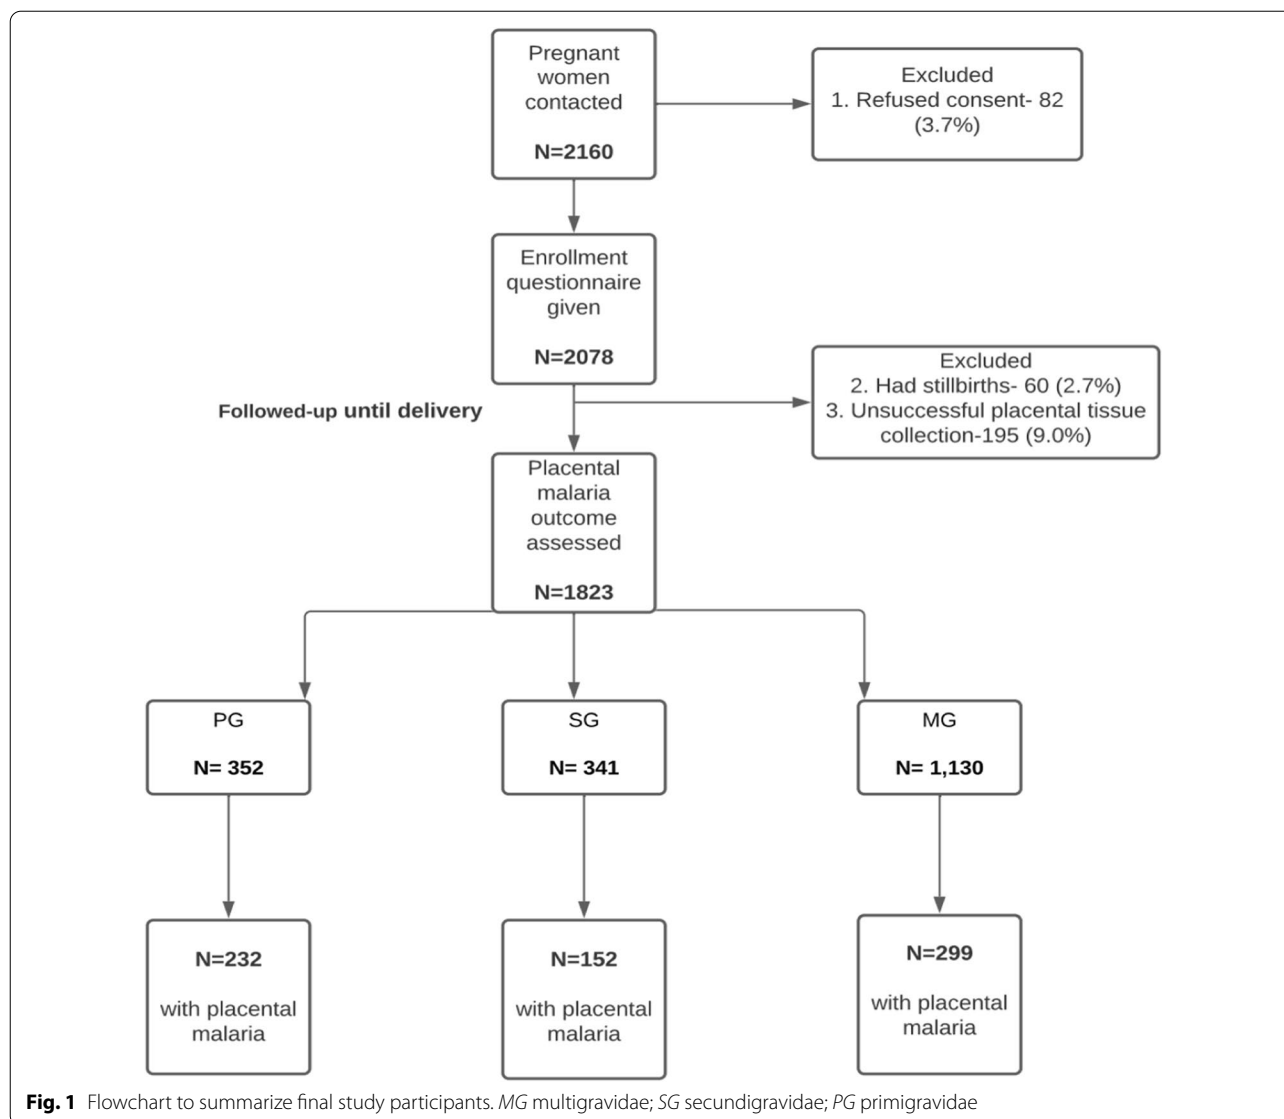 Pregnant
women
contacted
N=2160
Excluded
1. Refused consent- 82
(3.7%)
Enrollment
questionnaire
given
N=2078
Excluded
2. Had stillbirths- 60 (2.7%)
3. Unsuccessful placental tissue
collection-195 (9.0%)
Followed-up until delivery
Placental
malaria
outcome
assessed
N=1823
PG
N= 352
SG
N= 341
MG
N= 1,130
N=232
with placental
malaria
N=152
with placental
malaria
N=299
with placental
malaria
Fig. 1 Flowchart to summarize final study participants. MG multigravidae; SG secundigravidae; PG primigravidae